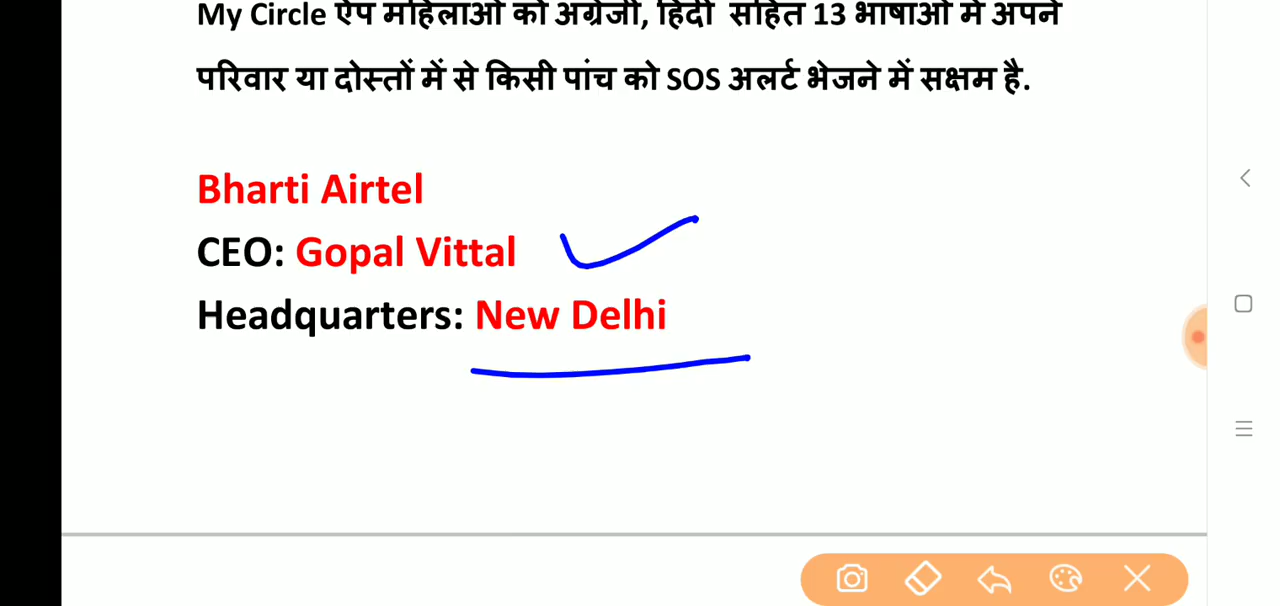 My Circle ऐप महिलाओं को अंग्रेजी, हिंदी सहित 13 भाषाओं में अपने
परिवार या दोस्तों में से किसी पांच को SOS अलर्ट भेजने में सक्षम है.
Bharti Airtel
CEO: Gopal Vittal
Headquarters: New Delhi